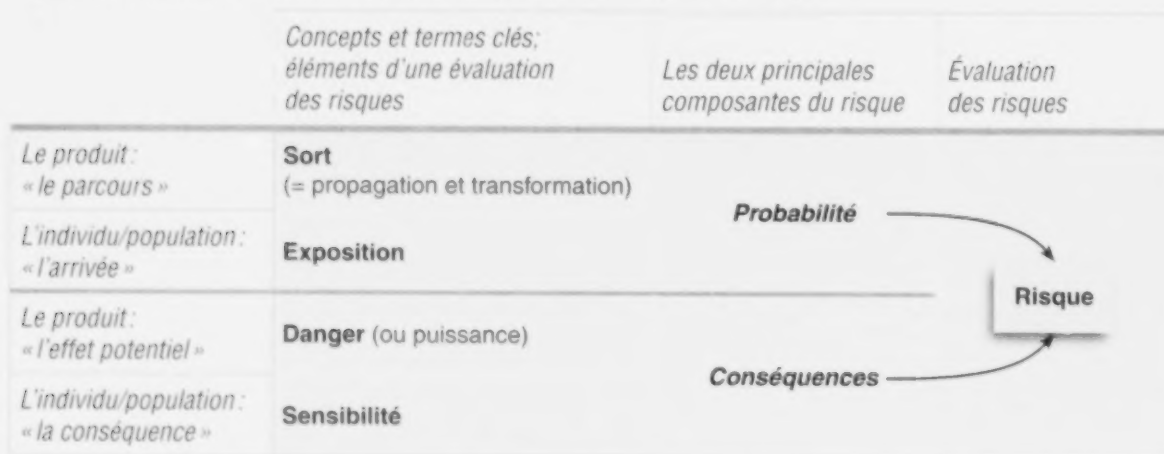 Concepts et termes clés;
éléments d'une évaluation
des risques
Les deux principales
composantes du risque
Évaluation
des risques
Le produit :
« le parcours »
Sort
(= propagation et transformation)
L'individu/population :
« l'arrivée »
Exposition
Probabilité
Le produit :
« l'effet potentiel »
Danger (ou puissance)
L'individu/population :
« la conséquence »
Sensibilité
Conséquences
Risque